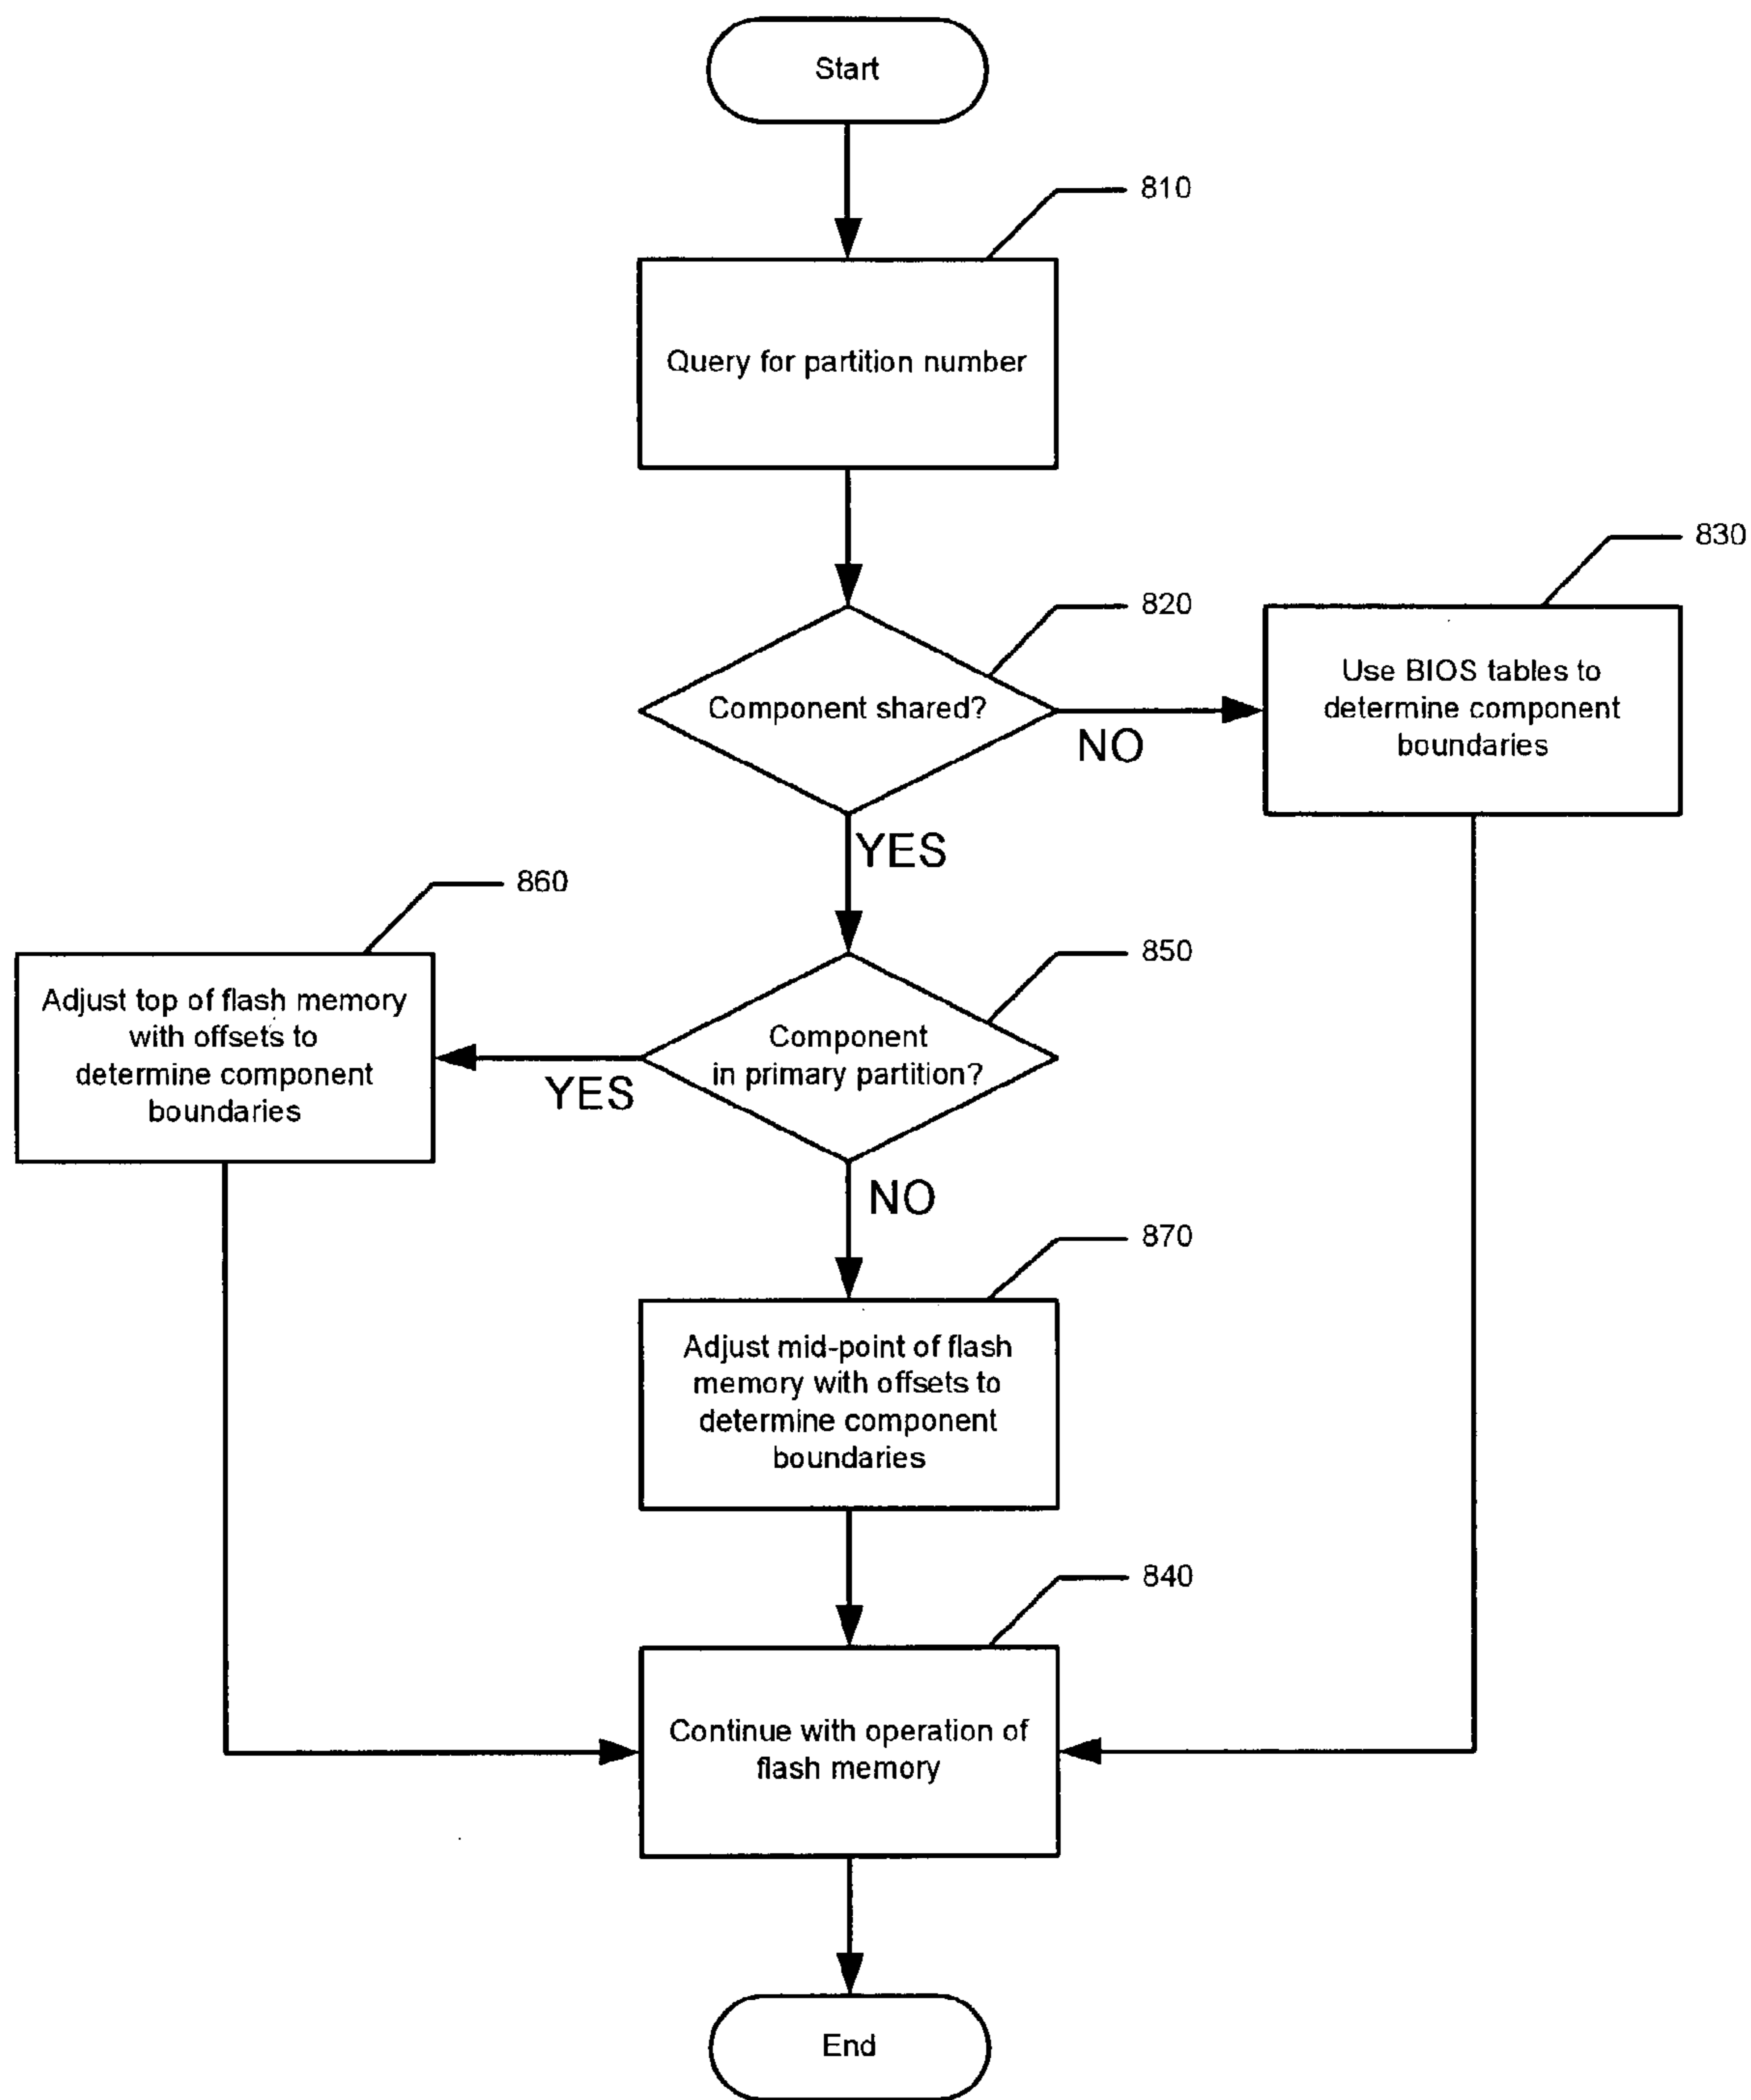 Start
810
Query for partition number
820
Component shared?
NO
830
Use BIOS tables to
determine component
boundaries
YES
850
Component
in primary partition?
YES
860
Adjust top of flash memory
with offsets to
determine component
boundaries
NO
870
Adjust mid-point of flash
memory with offsets to
determine component
boundaries
840
Continue with operation of
flash memory
End